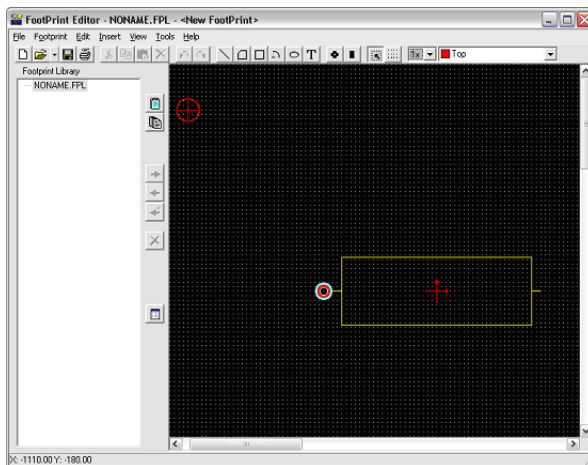 FootPrint Editor - NONAME.FPL - <New FootPrint>
File Footprint Edit Insert View Tools Help
T 1x Top
Footprint Library
NONAME.FPL
X: -1110.00 Y: -180.00